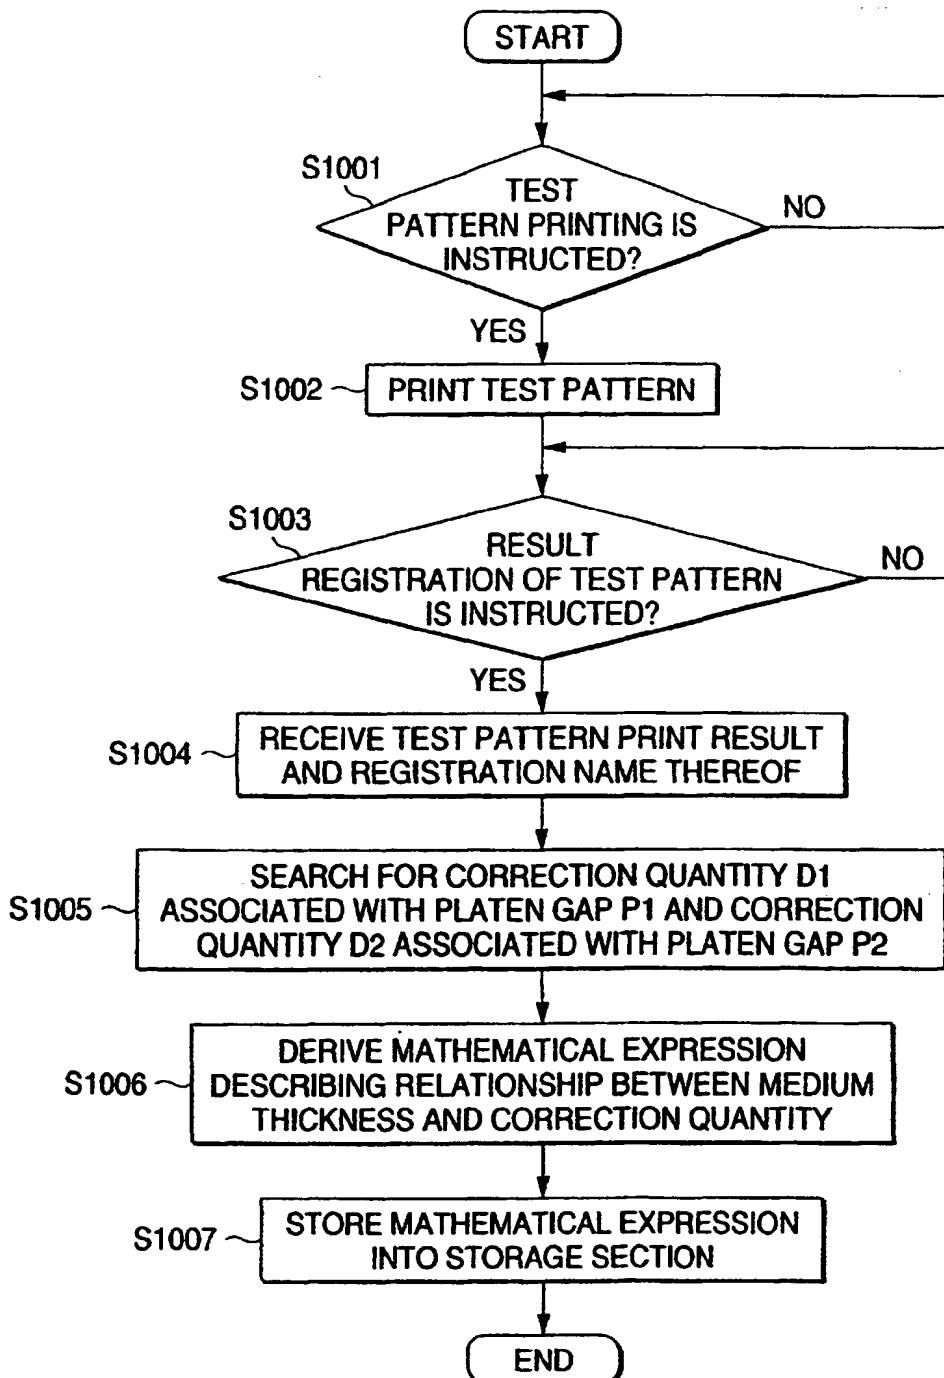 START
S1001
TEST
PATTERN PRINTING IS
INSTRUCTED?
NO
YES
S1002
PRINT TEST PATTERN
S1003
RESULT
REGISTRATION OF TEST PATTERN
IS INSTRUCTED?
NO
YES
S1004
RECEIVE TEST PATTERN PRINT RESULT
AND REGISTRATION NAME THEREOF
S1005
SEARCH FOR CORRECTION QUANTITY D1
ASSOCIATED WITH PLATEN GAP P1 AND CORRECTION
QUANTITY D2 ASSOCIATED WITH PLATEN GAP P2
S1006
DERIVE MATHEMATICAL EXPRESSION
DESCRIBING RELATIONSHIP BETWEEN MEDIUM
THICKNESS AND CORRECTION QUANTITY
S1007
STORE MATHEMATICAL EXPRESSION
INTO STORAGE SECTION
END